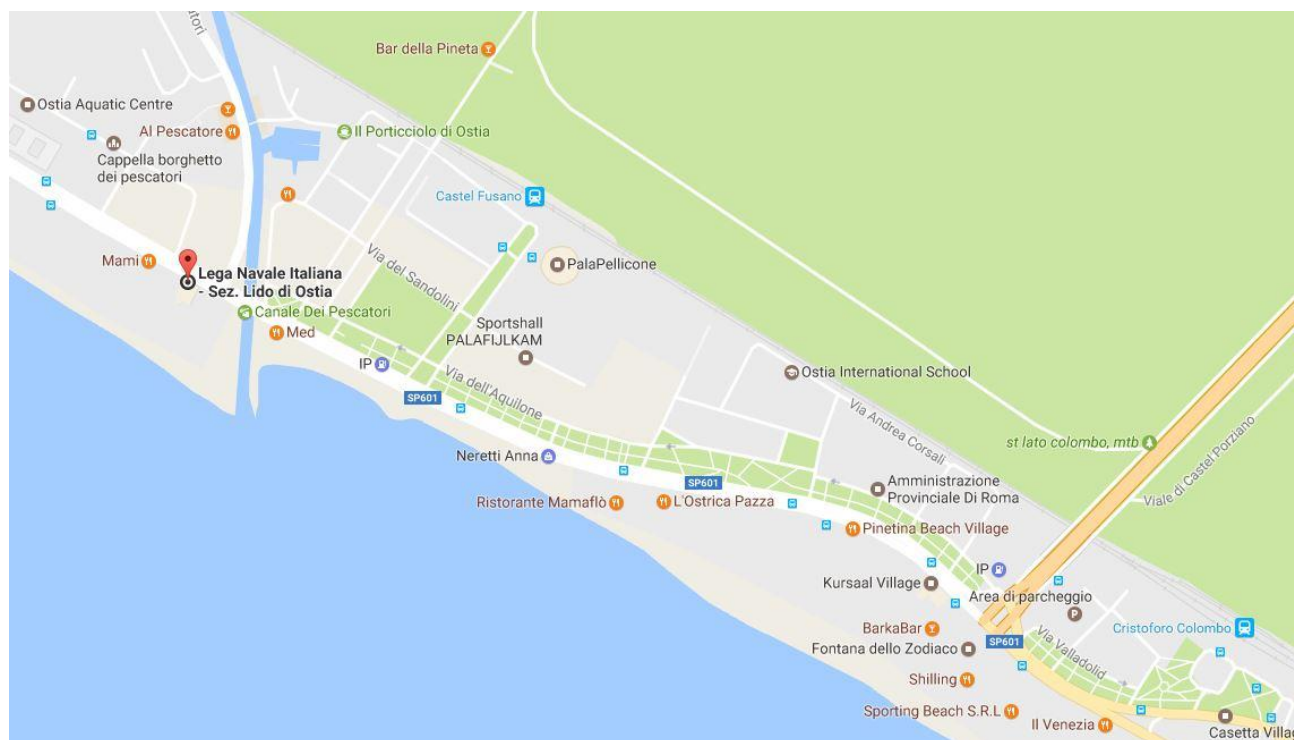 atori
Bar della Pineta
Ostia Aquatic Centre
Al Pescatore
Il Porticciolo di Ostia
Cappella borghetto
dei pescatori
Castel Fusano
Mami
Lega Navale Italiana
- Sez. Lido di Ostia
Via del Sandolini
PalaPellicone
Canale Dei Pescatori
Med
Sportshall
PALAFIJLKAM
IP
Via dell'Aquilone
SP601
Ostia International School
Via Andrea Corsali
st lato colombo, mtb
Viale di Castel Porziano
Neretti Anna
SP601
Ristorante Mamaflò
L'Ostrica Pazza
Amministrazione
Provinciale Di Roma
Pinetina Beach Village
IP
Kursaal Village
Area di parcheggio
P
BarkaBar
Cristoforo Colombo
SP601
Via Valladolid
Fontana dello Zodiaco
Shilling
Sporting Beach S.R.L
Il Venezia
Casetta Villag